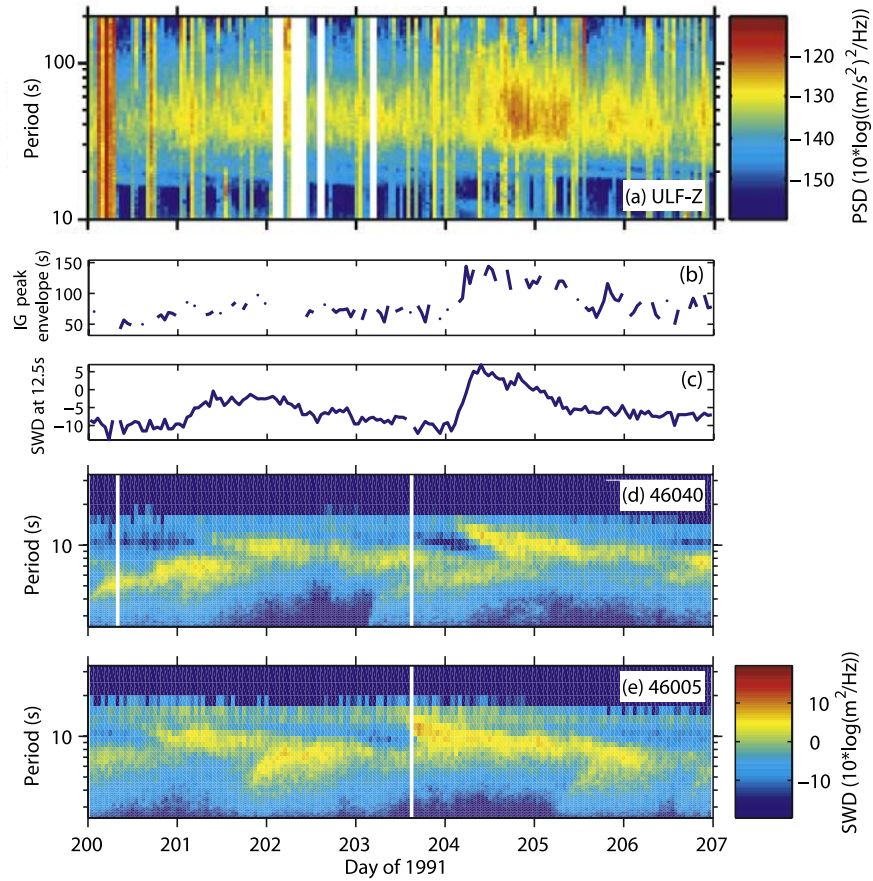 100
10
Period (s)
(a) ULF-Z
−120
−130
−140
−150
PSD (10*log((m/s²)²/Hz))
150
100
50
IG peak
envelope (s)
(b)
5
0
−5
−10
SWD at 12.5s
(c)
10
Period (s)
(d) 46040
10
Period (s)
(e) 46005
10
0
−10
SWD (10*log(m²/Hz))
200 201 202 203 204 205 206 207
Day of 1991